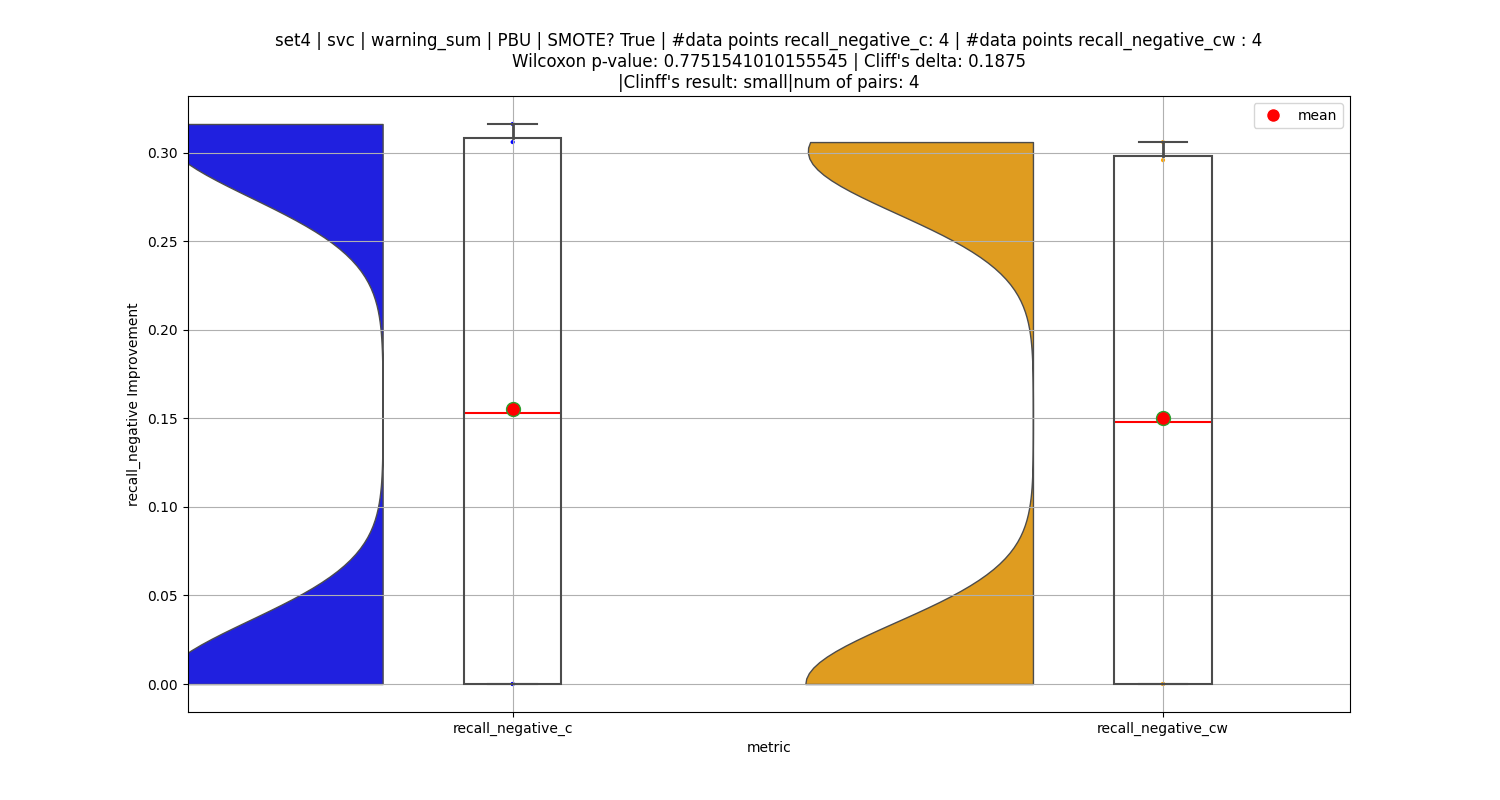 set4 | svc | warning_sum | PBU | SMOTE? True | #data points recall_negative_c: 4 | #data points recall_negative_cw : 4
Wilcoxon p-value: 0.7751541010155545 | Cliff's delta: 0.1875
|Clinff's result: small|num of pairs: 4
mean
0.30
0.25
0.20
0.15
0.10
0.05
0.00
recall_negative Improvement
recall_negative_c
recall_negative_cw
metric